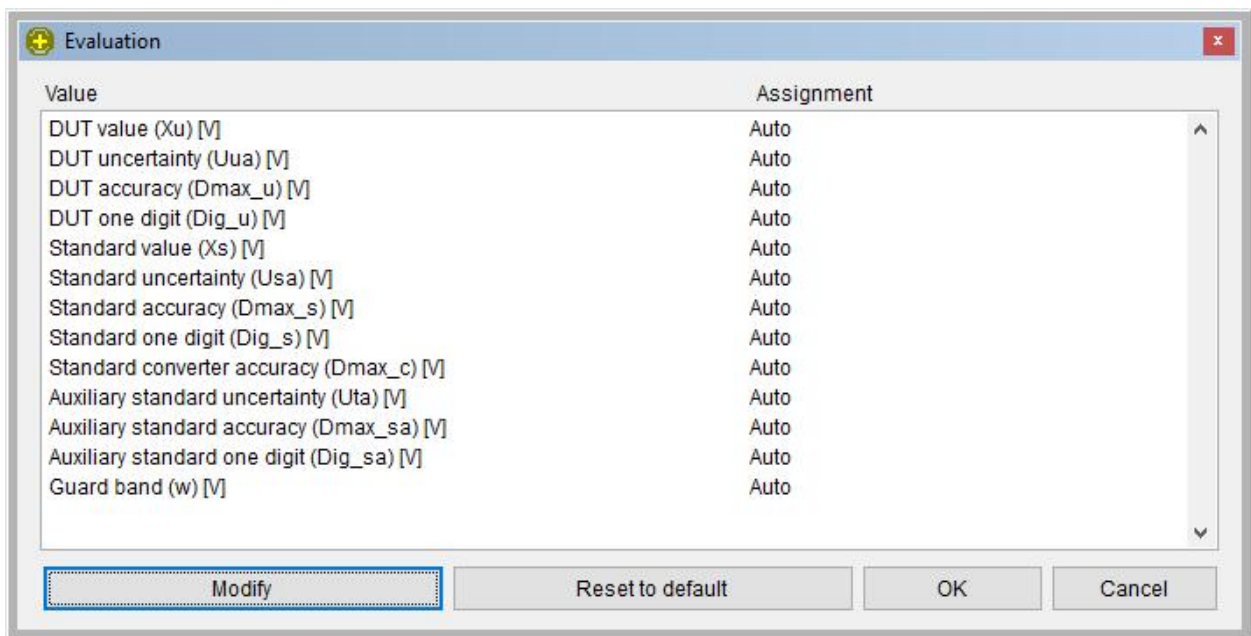 Evaluation
Value Assignment
DUT value (Xu) [V] Auto
DUT uncertainty (Uua) [V] Auto
DUT accuracy (Dmax_u) [V] Auto
DUT one digit (Dig_u) [V] Auto
Standard value (Xs) [V] Auto
Standard uncertainty (Usa) [V] Auto
Standard accuracy (Dmax_s) [V] Auto
Standard one digit (Dig_s) [V] Auto
Standard converter accuracy (Dmax_c) [V] Auto
Auxiliary standard uncertainty (Uta) [V] Auto
Auxiliary standard accuracy (Dmax_sa) [V] Auto
Auxiliary standard one digit (Dig_sa) [V] Auto
Guard band (w) [V] Auto
Modify Reset to default OK Cancel